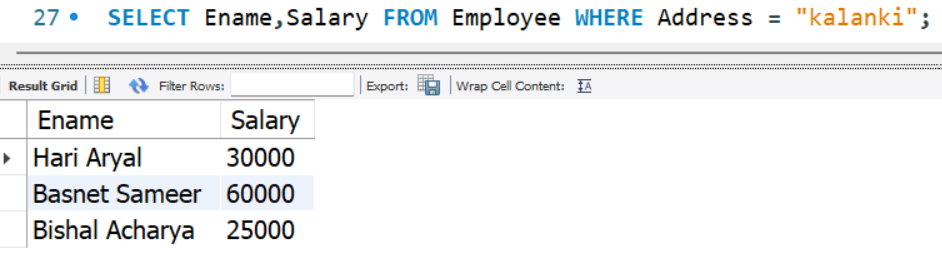 27 SELECT Ename,Salary FROM Employee WHERE Address = "kalanki";
Result Grid Filter Rows: Export: Wrap Cell Content: IA
Ename Salary
Hari Aryal 30000
Basnet Sameer 60000
Bishal Acharya 25000